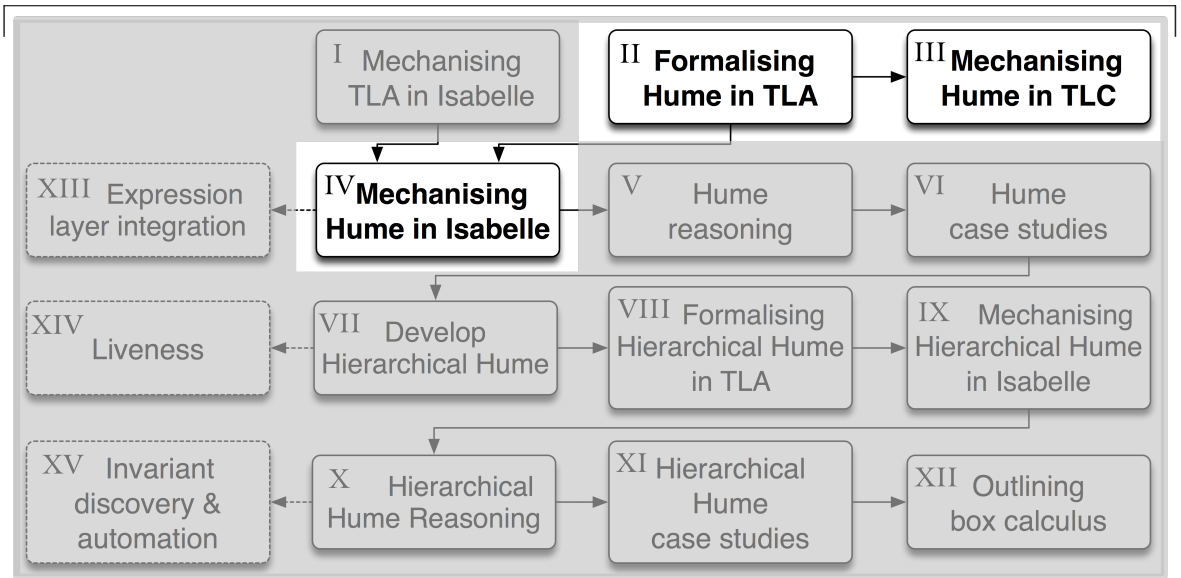 I Mechanising
TLA in Isabelle
II Formalising
Hume in TLA
III Mechanising
Hume in TLC
XIII Expression
layer integration
IV Mechanising
Hume in Isabelle
V Hume
reasoning
VI Hume
case studies
XIV
Liveness
VII Develop
Hierarchical Hume
VIII Formalising
Hierarchical Hume
in TLA
IX Mechanising
Hierarchical Hume
in Isabelle
XV Invariant
discovery &
automation
X Hierarchical
Hume Reasoning
XI Hierarchical
Hume
case studies
XII Outlining
box calculus